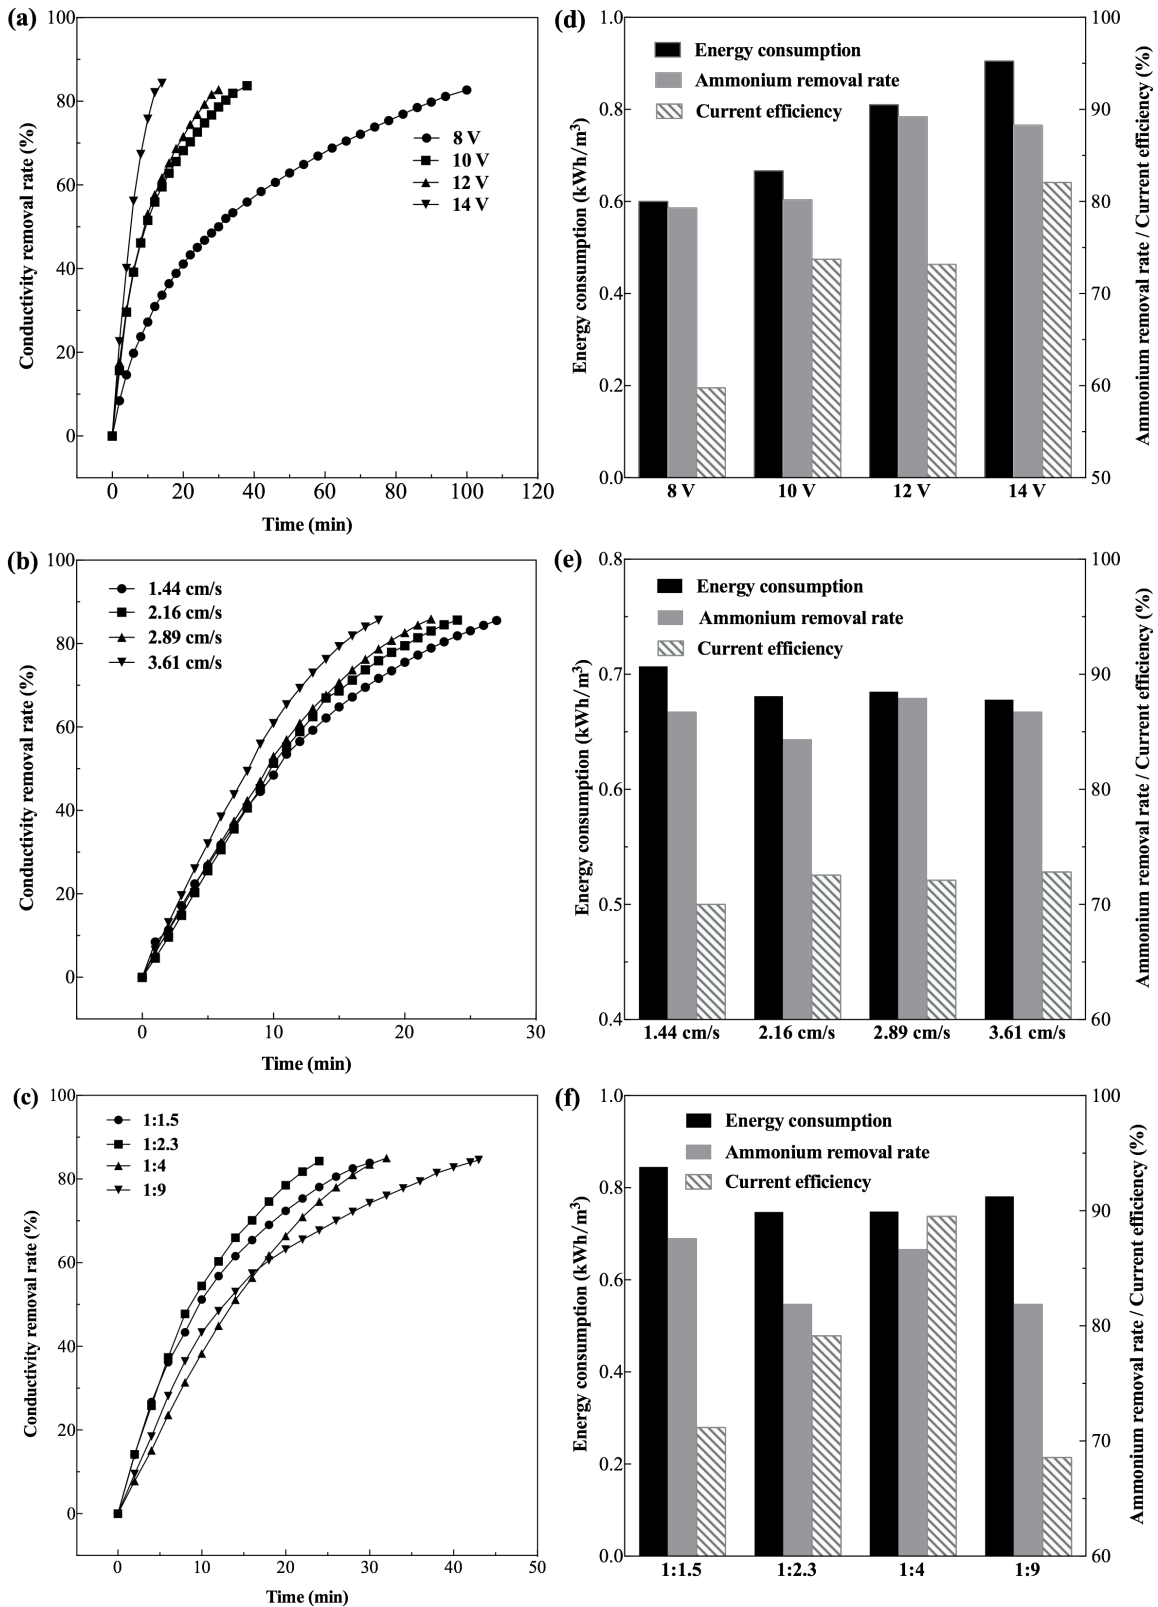 (a)
100
80
60
40
20
0
Conductivity removal rate (%)
8 V
10 V
12 V
14 V
0 20 40 60 80 100 120
Time (min)
(d)
1.0
0.8
0.6
0.4
0.2
0.0
Energy consumption (kWh/m³)
Energy consumption
Ammonium removal rate
Current efficiency
100
90
80
70
60
50
Ammonium removal rate / Current efficiency (%)
8 V 10 V 12 V 14 V
(b)
100
80
60
40
20
0
Conductivity removal rate (%)
1.44 cm/s
2.16 cm/s
2.89 cm/s
3.61 cm/s
0 10 20 30
Time (min)
(e)
0.8
0.7
0.6
0.5
0.4
Energy consumption (kWh/m³)
Energy consumption
Ammonium removal rate
Current efficiency
100
90
80
70
60
Ammonium removal rate / Current efficiency (%)
1.44 cm/s 2.16 cm/s 2.89 cm/s 3.61 cm/s
(c)
100
80
60
40
20
0
Conductivity removal rate (%)
1:1.5
1:2.3
1:4
1:9
0 10 20 30 40 50
Time (min)
(f)
1.0
0.8
0.6
0.4
0.2
0.0
Energy consumption (kWh/m³)
Energy consumption
Ammonium removal rate
Current efficiency
100
90
80
70
60
Ammonium removal rate / Current efficiency (%)
1:1.5 1:2.3 1:4 1:9